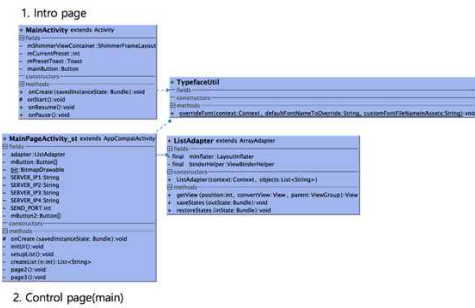 1. Intro page
+ MainActivity extends Activity
fields
- mShimmerViewContainer :ShimmerFrameLayout
- mCurrentPreset :int
- mPresetToast :Toast
- mainButton :Button
constructors
methods
+ onCreate (savedInstanceState :Bundle):void
# onStart():void
+ onResume():void
+ onPause():void
+ TypefaceUtil
fields
constructors
methods
+ overrideFont(context:Context, defaultFontNameToOverride:String, customFontFileNameInAssets:String):void
+ MainPageActivity_st extends AppCompatActivity
fields
- adapter :ListAdapter
- mButton :Button[]
- bit:BitmapDrawable
- SERVER_IP1:String
- SERVER_IP2:String
- SERVER_IP3:String
- SERVER_IP4:String
- SEND_PORT:int
- mButton2:Button[]
constructors
methods
# onCreate (savedInstanceState:Bundle):void
- initUI():void
- setupList():void
- createList (n:int): List<String>
- page2():void
- page3():void
+ ListAdapter extends ArrayAdapter
fields
- final mInflater :LayoutInflater
- final binderHelper :ViewBinderHelper
constructors
+ ListAdapter(context:Context, objects:List<String>)
methods
+ getView (position:int, convertView: View, parent:ViewGroup):View
+ saveStates (outState:Bundle):void
+ restoreStates (inState:Bundle):void
2. Control page(main)